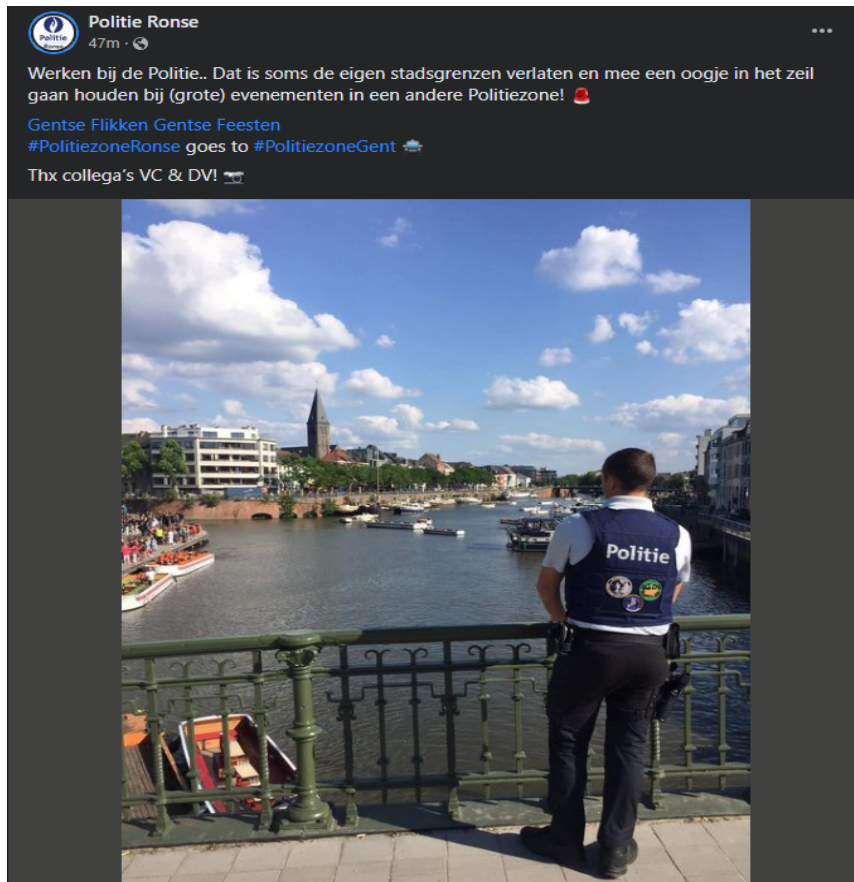 Politie Ronse
Politie
Ronse
47m ·
Werken bij de Politie.. Dat is soms de eigen stadsgrenzen verlaten en mee een oogje in het zeil
gaan houden bij (grote) evenementen in een andere Politiezone!
Gentse Flikken Gentse Feesten
#PolitiezoneRonse goes to #PolitiezoneGent
Thx collega's VC & DV!
Politie